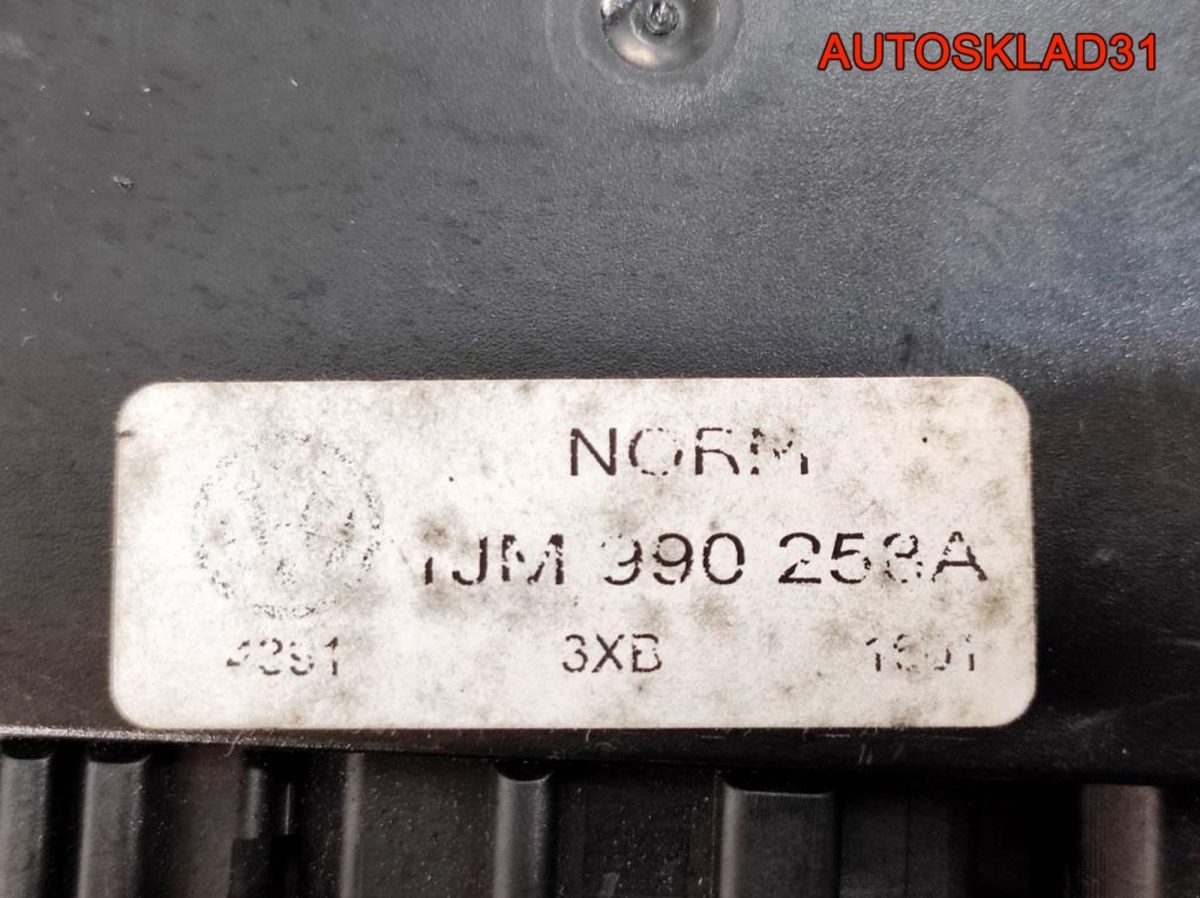 AUTOSKLAD31
NORM
1JM 990 253A
3XB